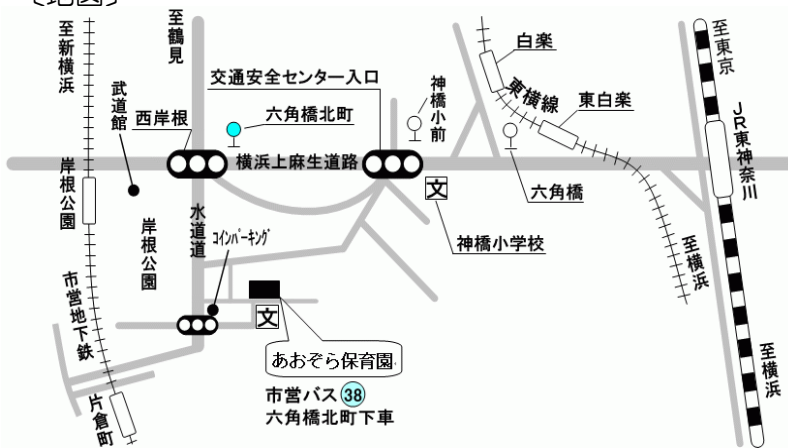 〔地図〕
至新横浜
至鶴見
武道館
西岸根
交通安全センター入口
六角橋北町
神橋小前
白楽
東横線
東白楽
至東京
JR東神奈川
横浜上麻生道路
文
六角橋
神橋小学校
岸根公園
岸根公園
水道道
コインパーキング
至横浜
市営地下鉄
文
あおぞら保育園
至横浜
片倉町
市営バス 38
六角橋北町下車